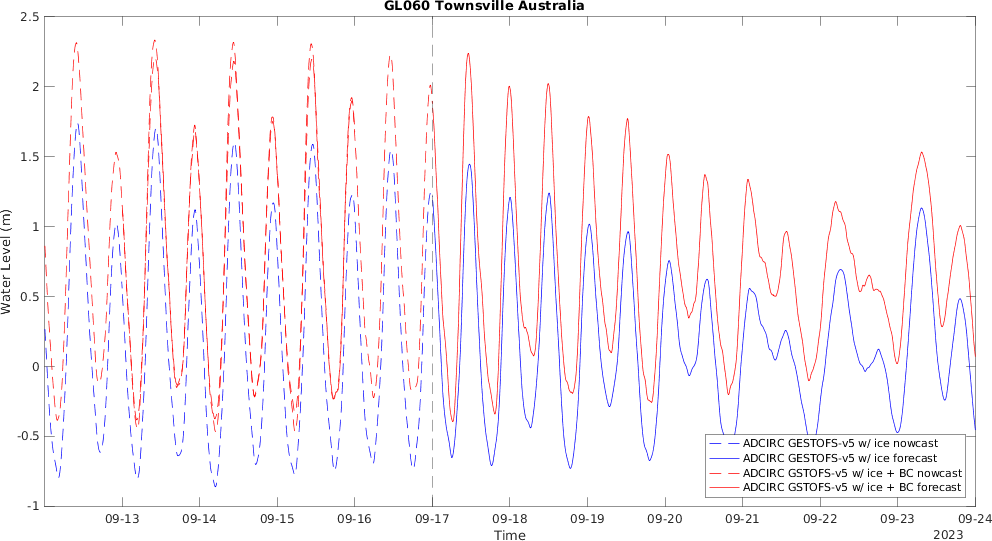 GL060 Townsville Australia
2.5
2
1.5
1
0.5
0
-0.5
-1
Water Level (m)
ADCIRC GESTOFS-v5 w/ ice nowcast
ADCIRC GESTOFS-v5 w/ ice forecast
ADCIRC GSTOFS-v5 w/ ice + BC nowcast
ADCIRC GSTOFS-v5 w/ ice + BC forecast
09-13 09-14 09-15 09-16 09-17 09-18 09-19 09-20 09-21 09-22 09-23 09-24
Time
2023